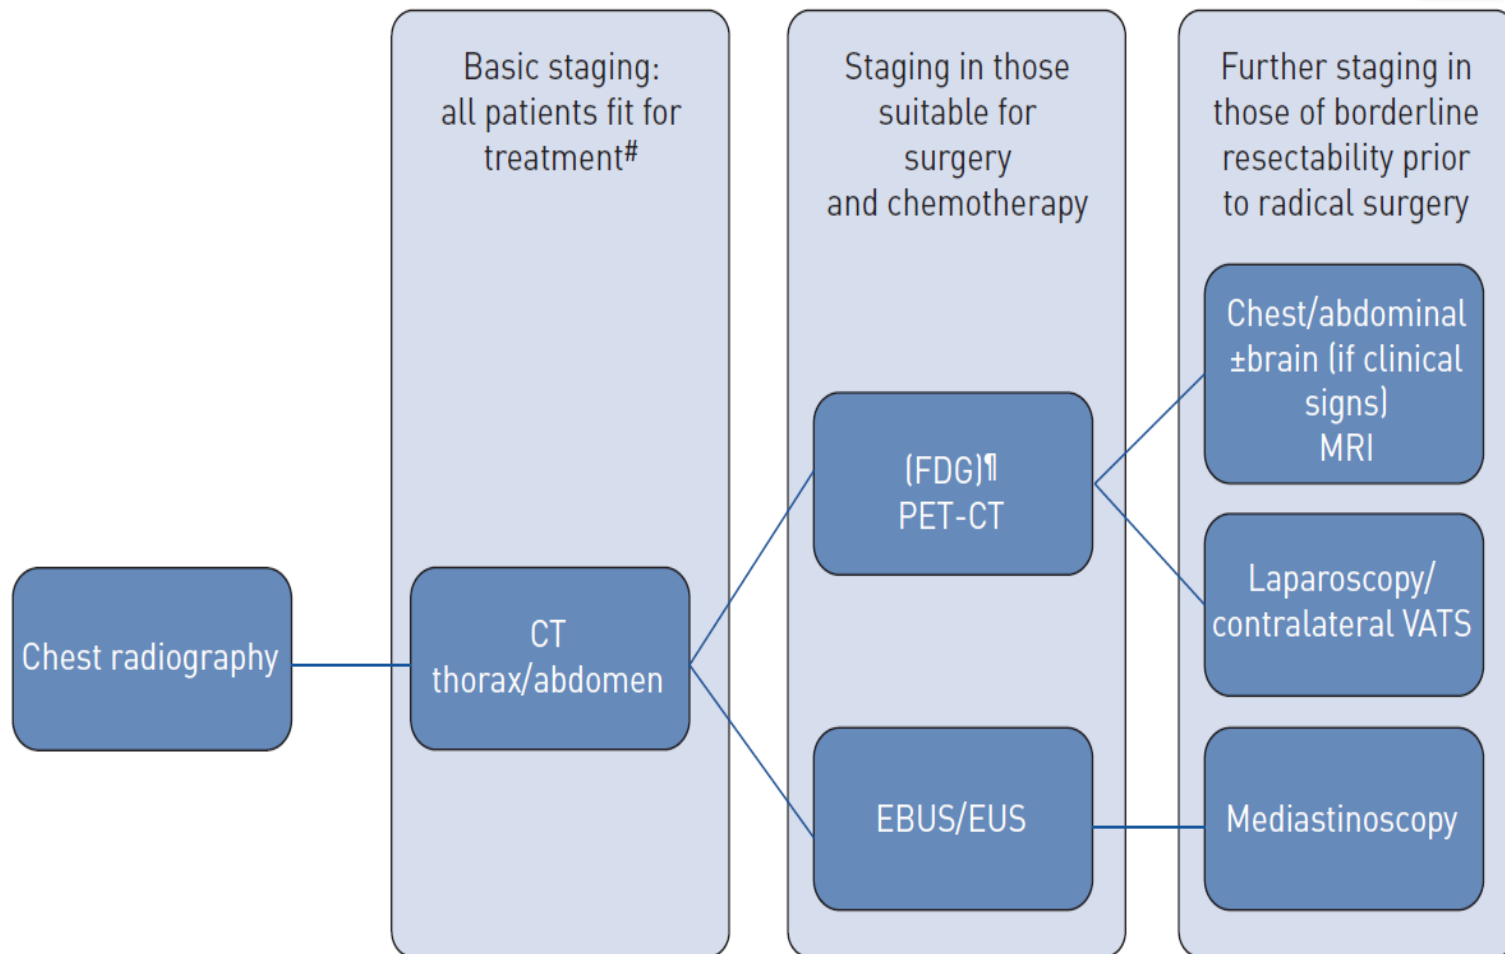 Basic staging:
all patients fit for
treatment#
Staging in those
suitable for
surgery
and chemotherapy
Further staging in
those of borderline
resectability prior
to radical surgery
Chest radiography
CT
thorax/abdomen
(FDG)¶
PET-CT
EBUS/EUS
Chest/abdominal
±brain (if clinical
signs)
MRI
Laparoscopy/
contralateral VATS
Mediastinoscopy